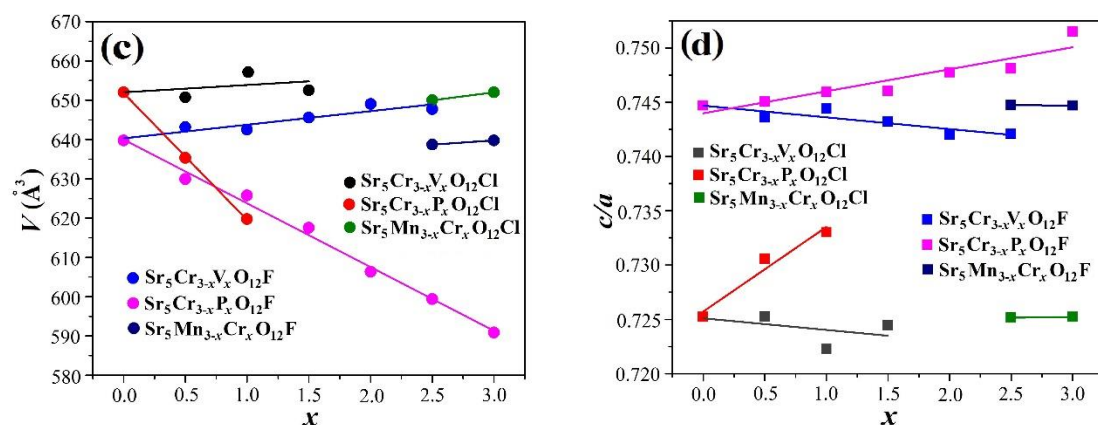 (c)
670
660
650
640
630
620
610
600
590
580
V (Å³)
Sr₅Cr₃₋ₓVₓO₁₂Cl
Sr₅Cr₃₋ₓPₓO₁₂Cl
Sr₅Mn₃₋ₓCrₓO₁₂Cl
Sr₅Cr₃₋ₓVₓO₁₂F
Sr₅Cr₃₋ₓPₓO₁₂F
Sr₅Mn₃₋ₓCrₓO₁₂F
0.0 0.5 1.0 1.5 2.0 2.5 3.0
x
(d)
0.750
0.745
0.740
0.735
0.730
0.725
0.720
c/a
Sr₅Cr₃₋ₓVₓO₁₂Cl
Sr₅Cr₃₋ₓPₓO₁₂Cl
Sr₅Mn₃₋ₓCrₓO₁₂Cl
Sr₅Cr₃₋ₓVₓO₁₂F
Sr₅Cr₃₋ₓPₓO₁₂F
Sr₅Mn₃₋ₓCrₓO₁₂F
0.0 0.5 1.0 1.5 2.0 2.5 3.0
x